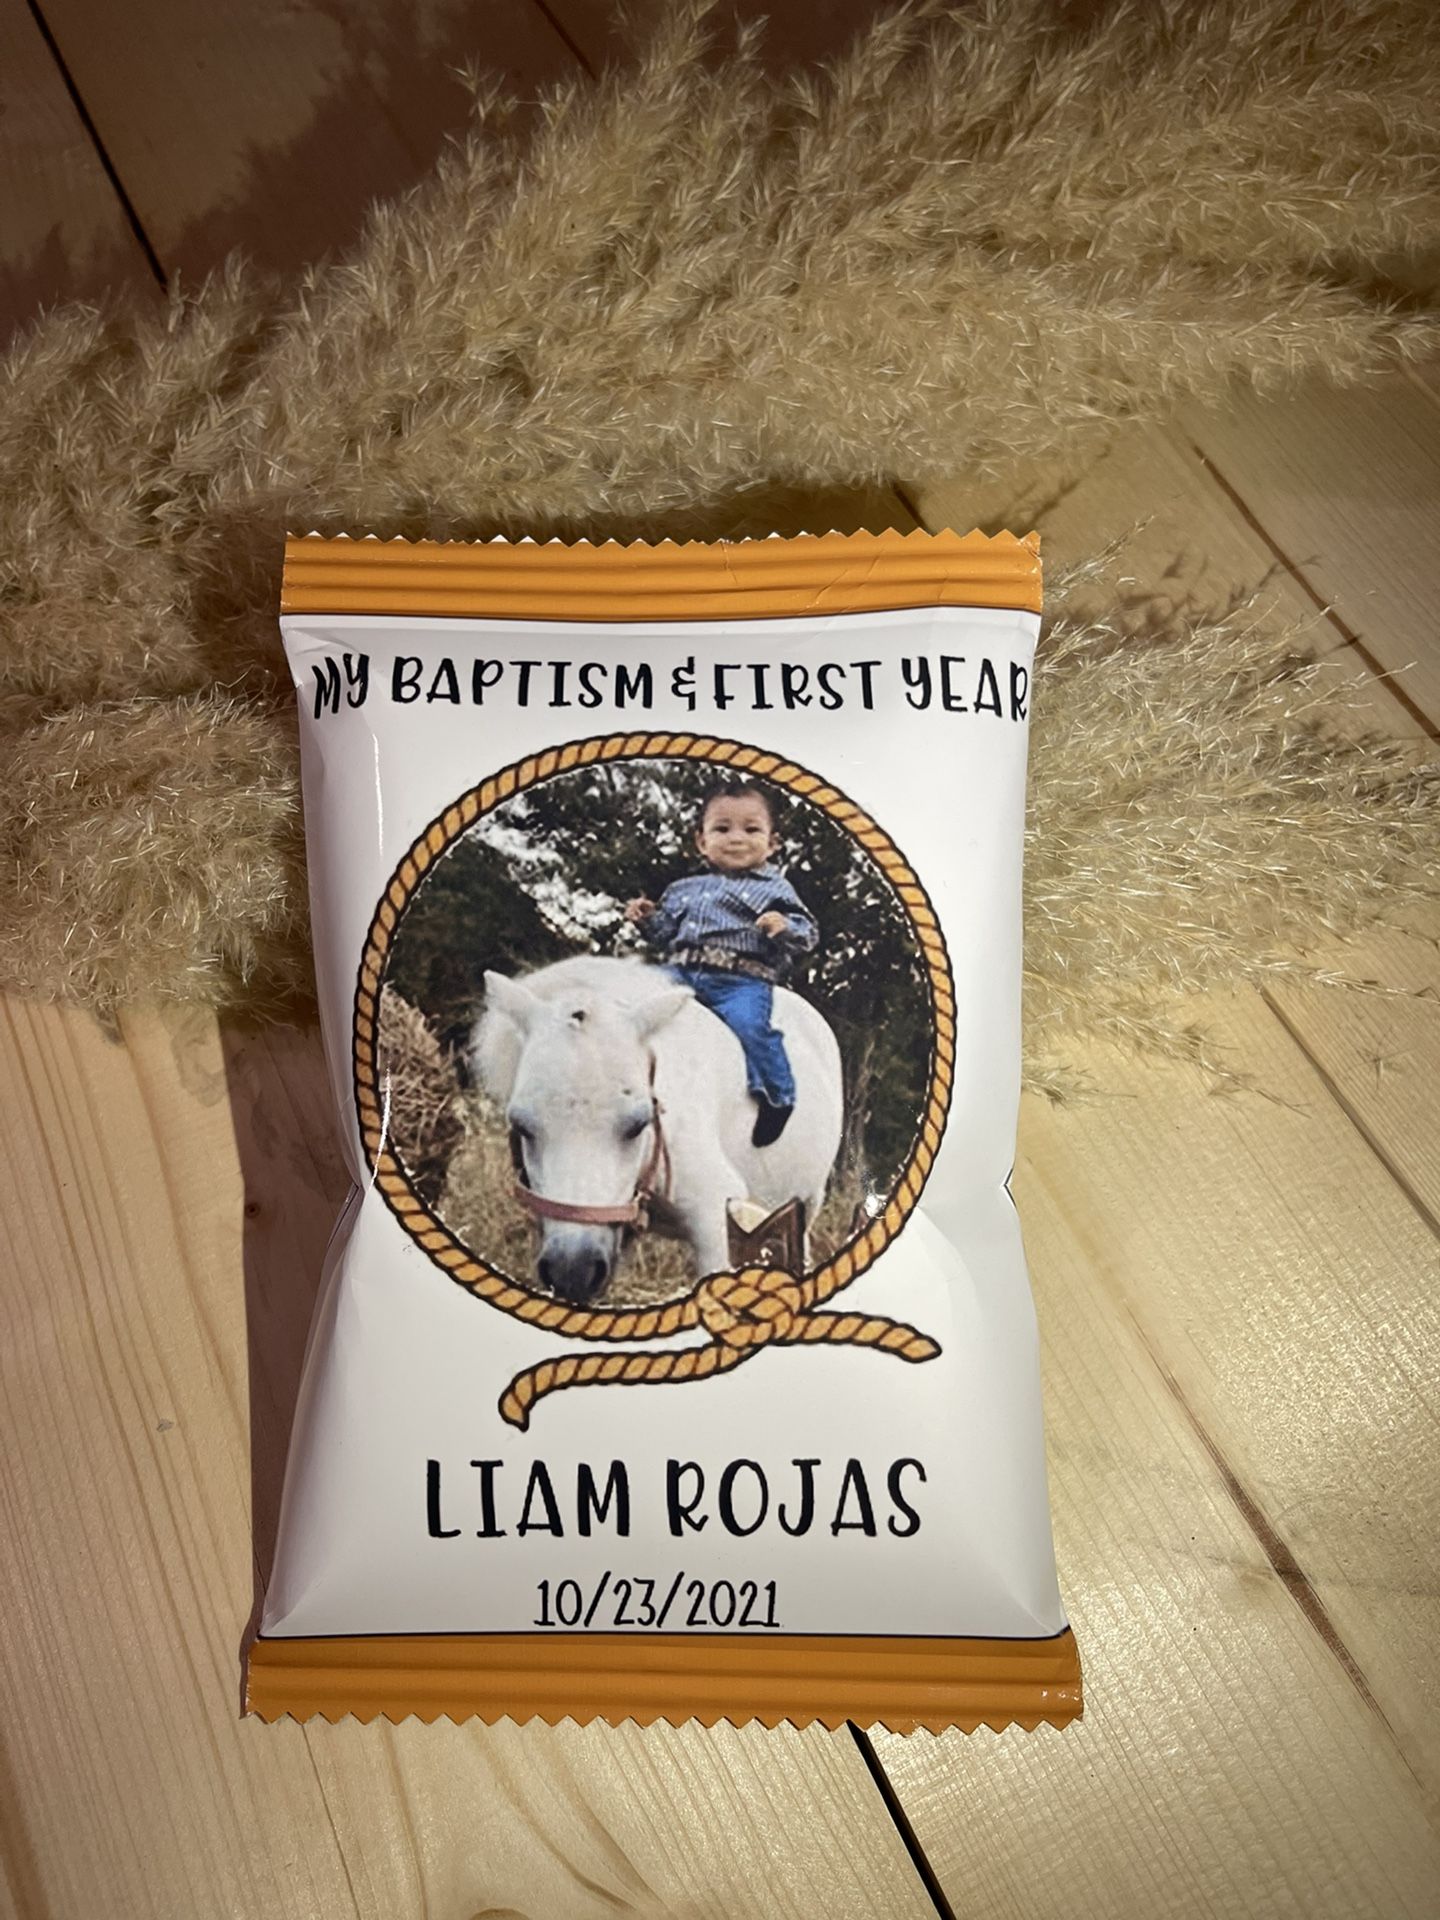 MY BAPTISM & FIRST YEAR
LIAM ROJAS
10/23/2021